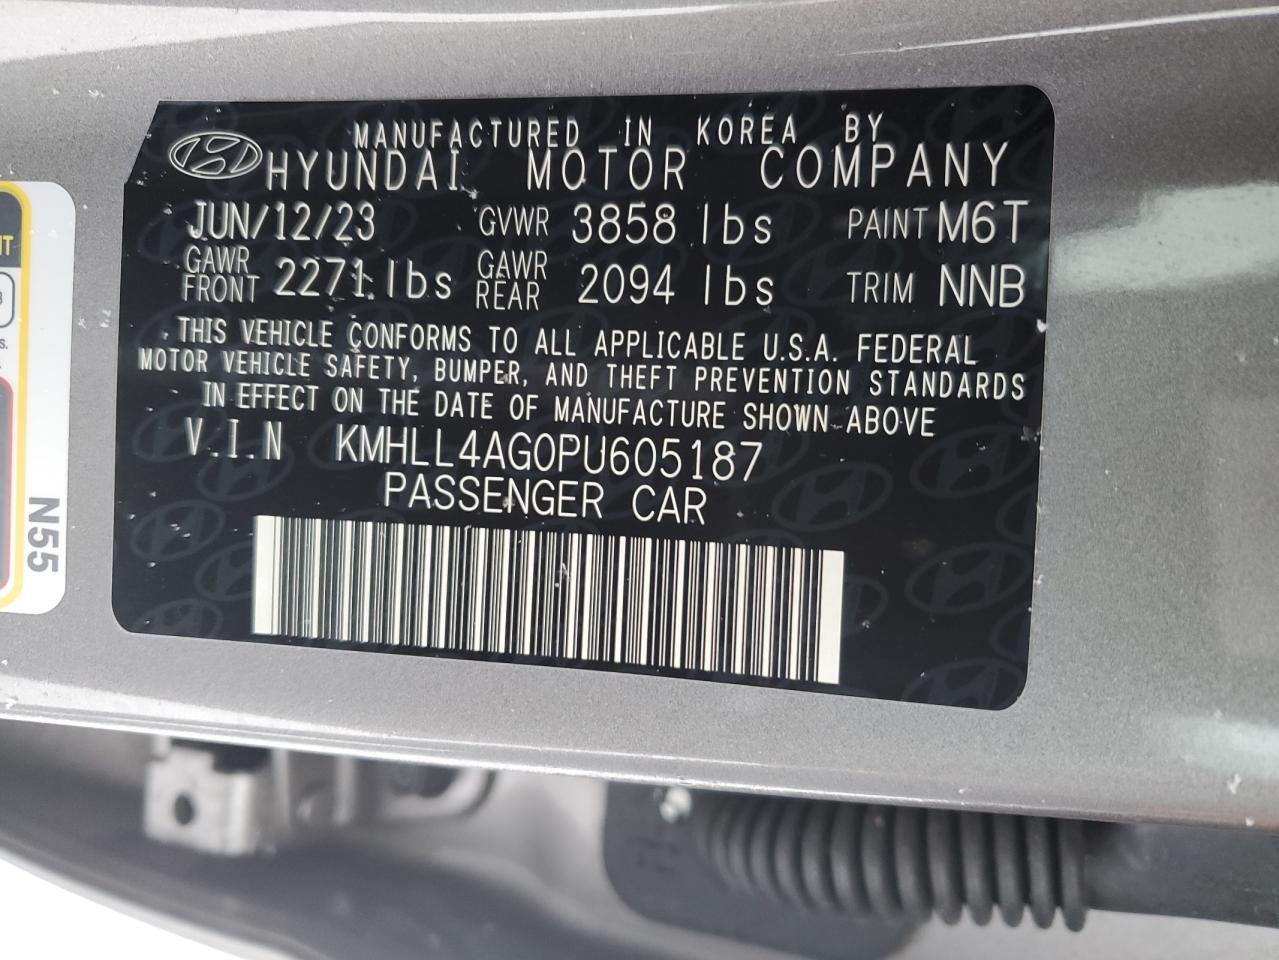 MANUFACTURED IN KOREA BY
HYUNDAI MOTOR COMPANY
JUN/12/23 GVWR 3858 lbs PAINT M6T
GAWR FRONT 2271 lbs GAWR REAR 2094 lbs TRIM NNB
THIS VEHICLE CONFORMS TO ALL APPLICABLE U.S.A. FEDERAL
MOTOR VEHICLE SAFETY, BUMPER, AND THEFT PREVENTION STANDARDS
IN EFFECT ON THE DATE OF MANUFACTURE SHOWN ABOVE
V.I.N KMHLL4AG0PU605187
PASSENGER CAR
N55